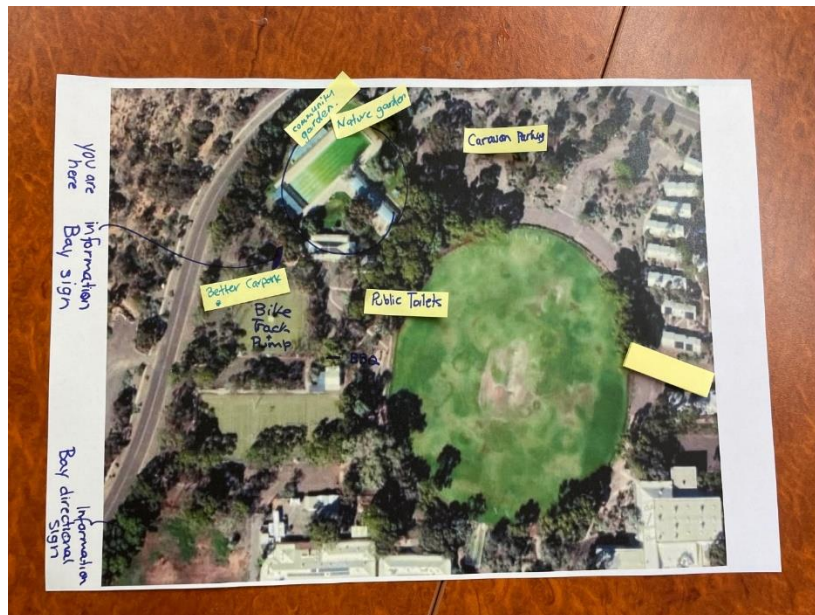 community
garden.
Nature garden
Caravan Parking
you are
here
information
Bay sign
Better Carpark
Public Toilets
Bike
Track
Pump
BBQ
Information
Bay directional
sign